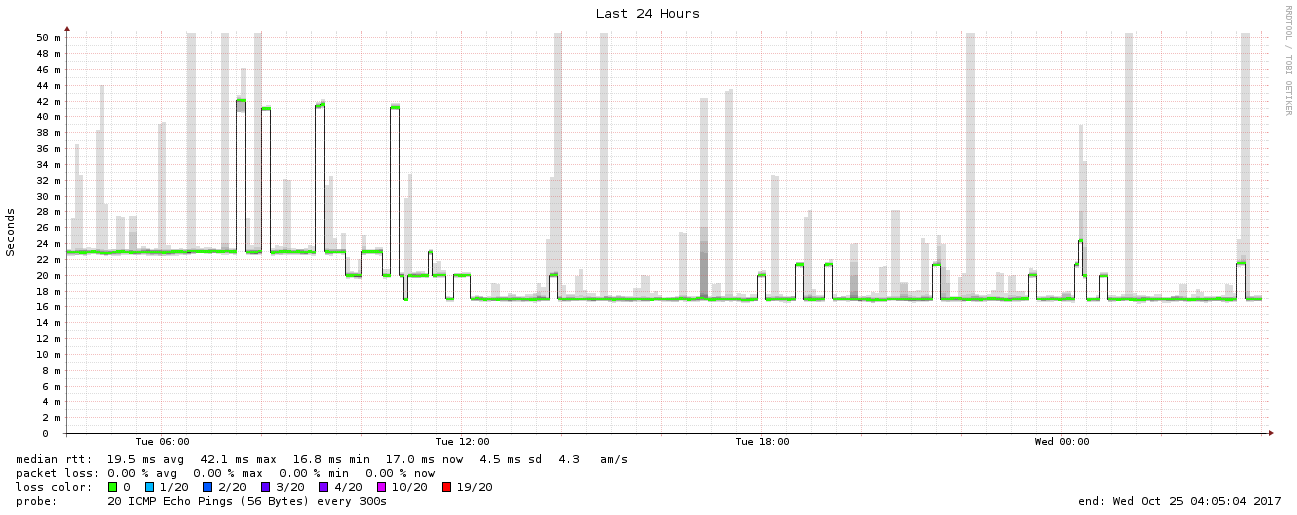 Last 24 Hours
RRDTOOL / TOBI OETIKER
Seconds
50 m
48 m
46 m
44 m
42 m
40 m
38 m
36 m
34 m
32 m
30 m
28 m
26 m
24 m
22 m
20 m
18 m
16 m
14 m
12 m
10 m
8 m
6 m
4 m
2 m
0
Tue 06:00 Tue 12:00 Tue 18:00 Wed 00:00
median rtt: 19.5 ms avg 42.1 ms max 16.8 ms min 17.0 ms now 4.5 ms sd 4.3 am/s
packet loss: 0.00 % avg 0.00 % max 0.00 % min 0.00 % now
loss color: 0 1/20 2/20 3/20 4/20 10/20 19/20
probe: 20 ICMP Echo Pings (56 Bytes) every 300s end: Wed Oct 25 04:05:04 2017